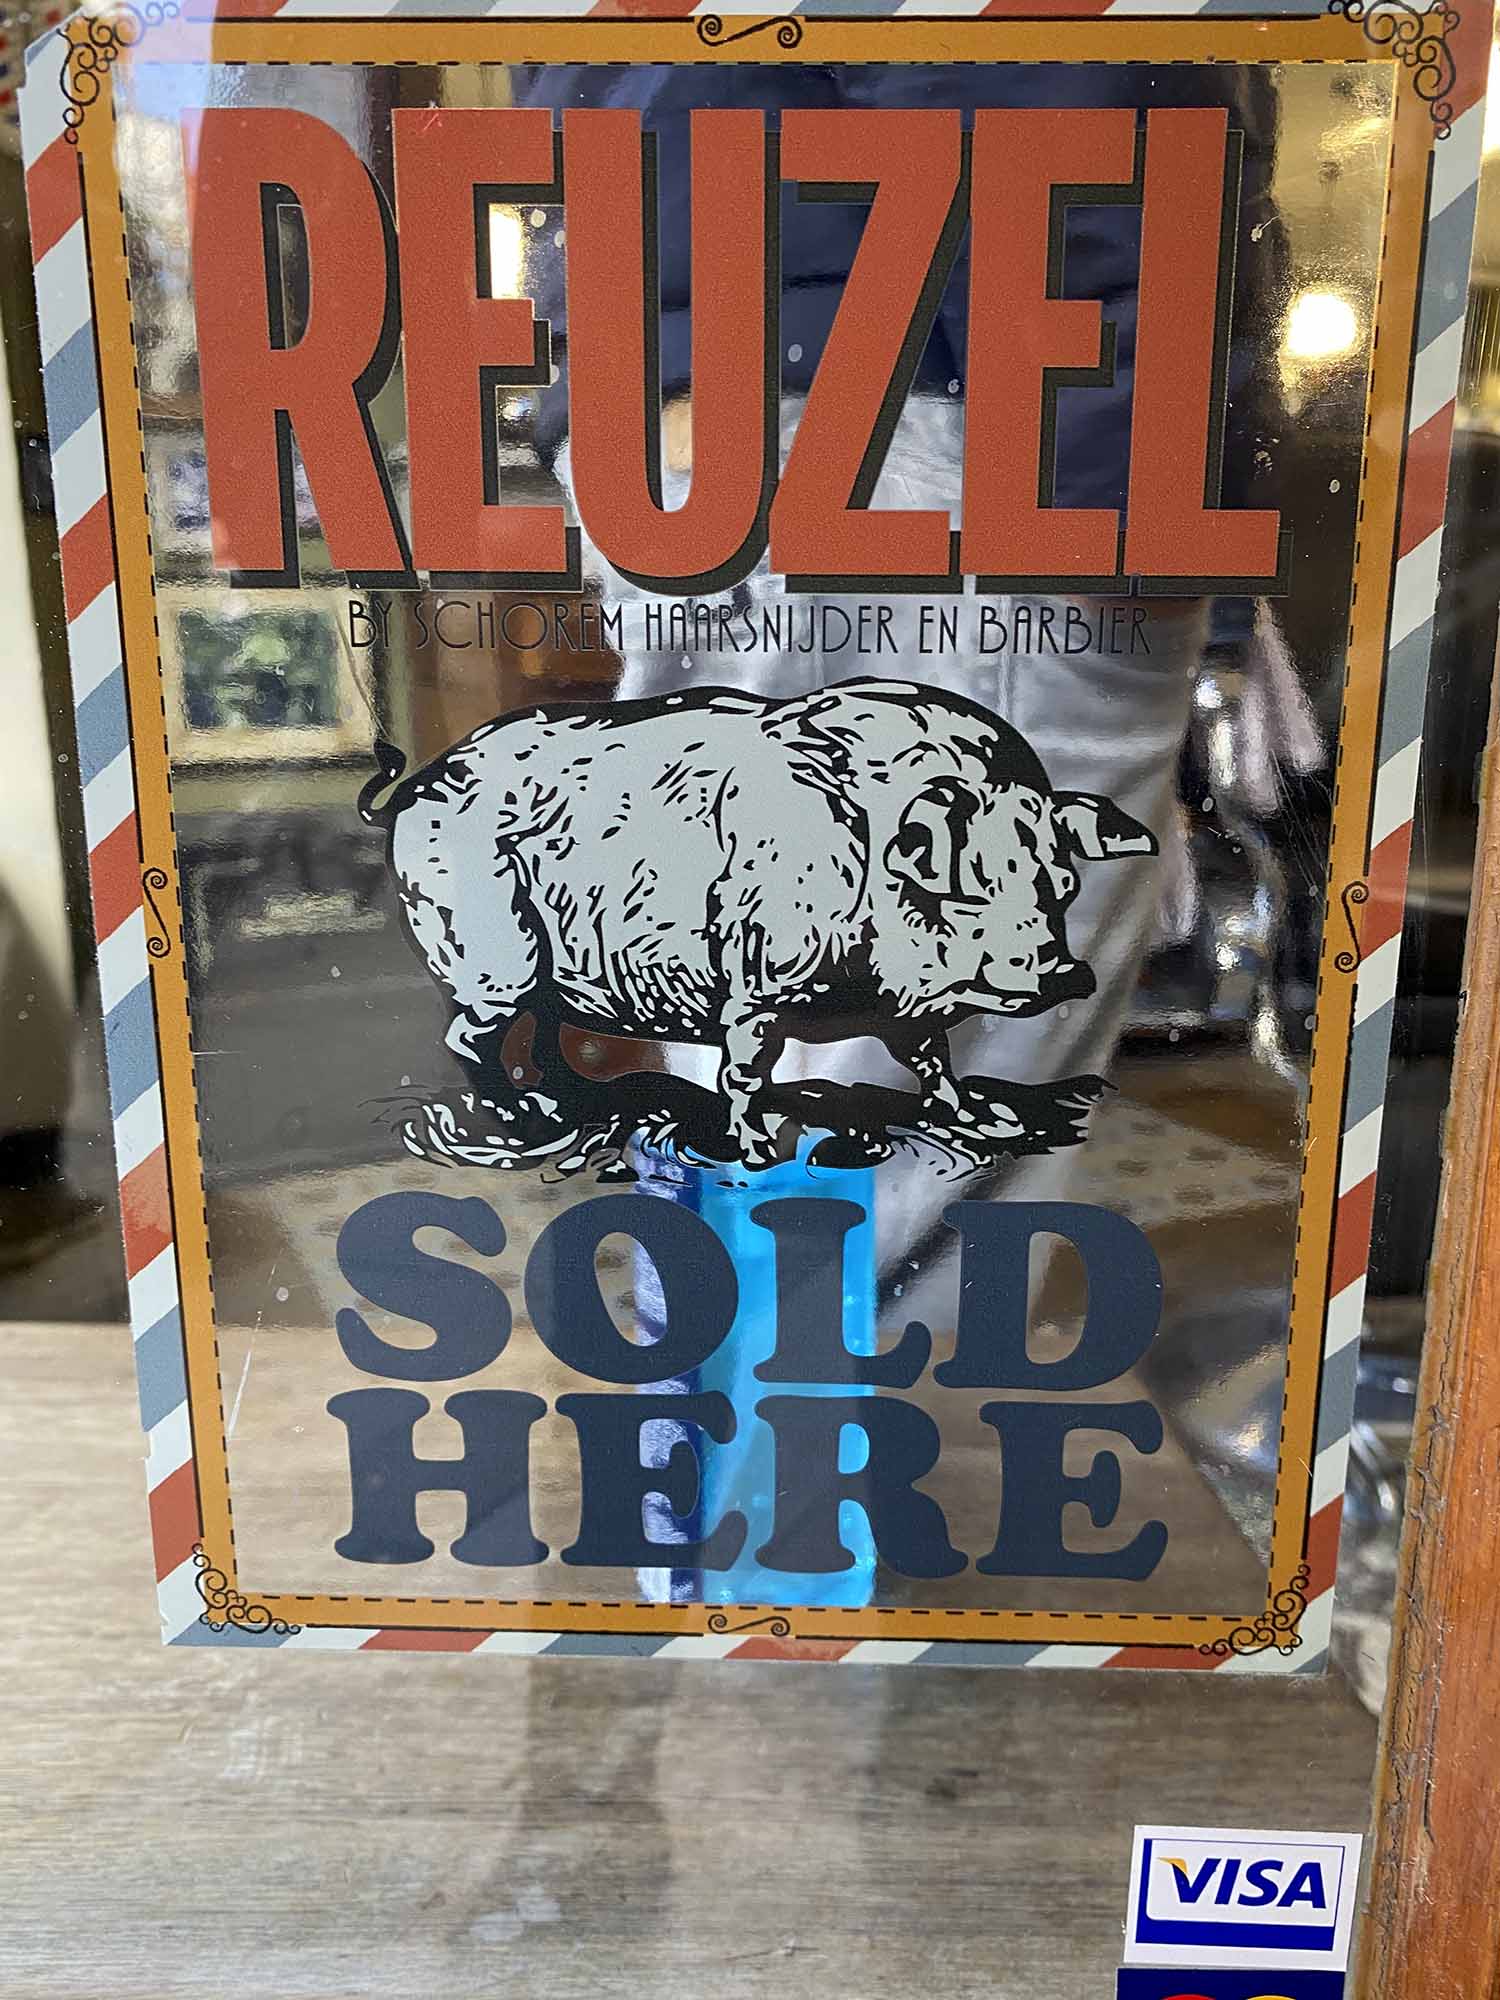 REUZEL
BY SCHOREM HAARSNIJDER EN BARBIER
SOLD
HERE
VISA